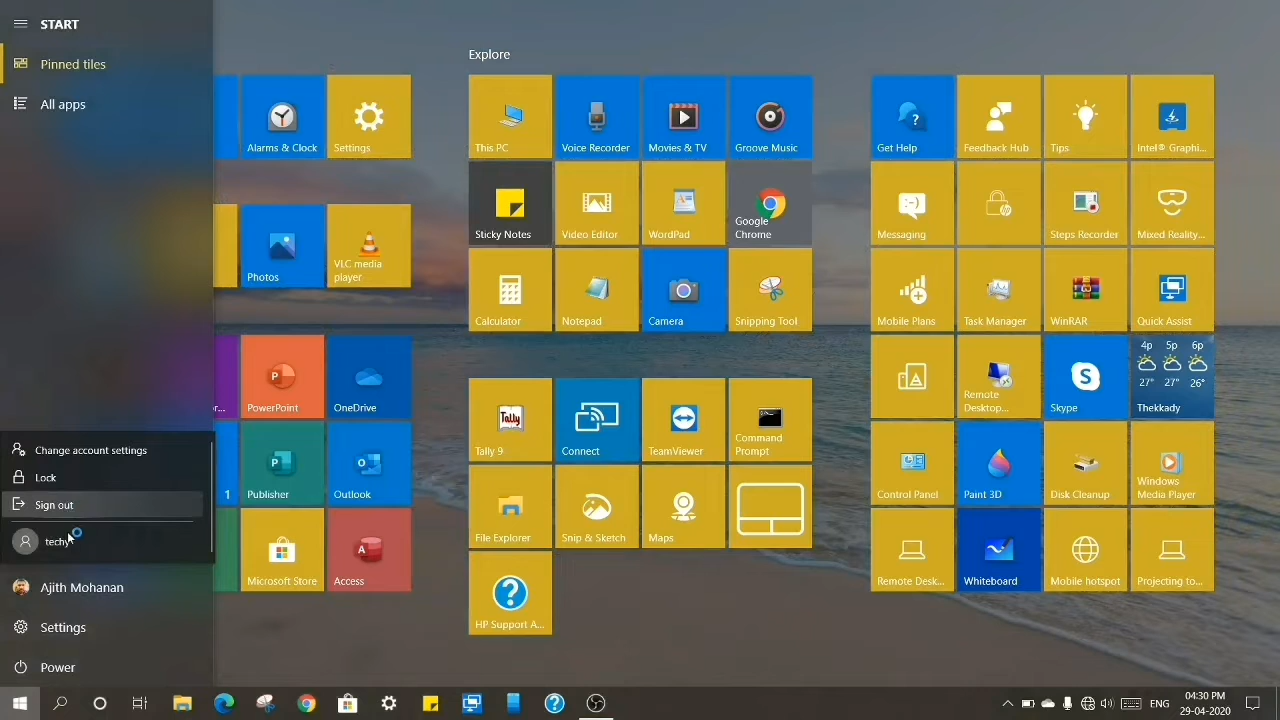 START
Pinned tiles
All apps
Change account settings
Lock
Sign out
techy
Ajith Mohanan
Settings
Power
Alarms & Clock
Settings
Photos
VLC media
player
r...
PowerPoint
OneDrive
1
Publisher
Outlook
Microsoft Store
Access
Explore
This PC
Voice Recorder
Movies & TV
Groove Music
Sticky Notes
Video Editor
WordPad
Google
Chrome
Calculator
Notepad
Camera
Snipping Tool
Tally
Tally 9
Connect
TeamViewer
Command
Prompt
File Explorer
Snip & Sketch
Maps
HP Support A...
Get Help
Feedback Hub
Tips
Intel® Graphi...
Messaging
Steps Recorder
Mixed Reality...
Mobile Plans
Task Manager
WinRAR
Quick Assist
Remote
Desktop...
Skype
4p 5p 6p
27° 27° 26°
Thekkady
Control Panel
Paint 3D
Disk Cleanup
Windows
Media Player
Remote Desk...
Whiteboard
Mobile hotspot
Projecting to...
ENG
04:30 PM
29-04-2020